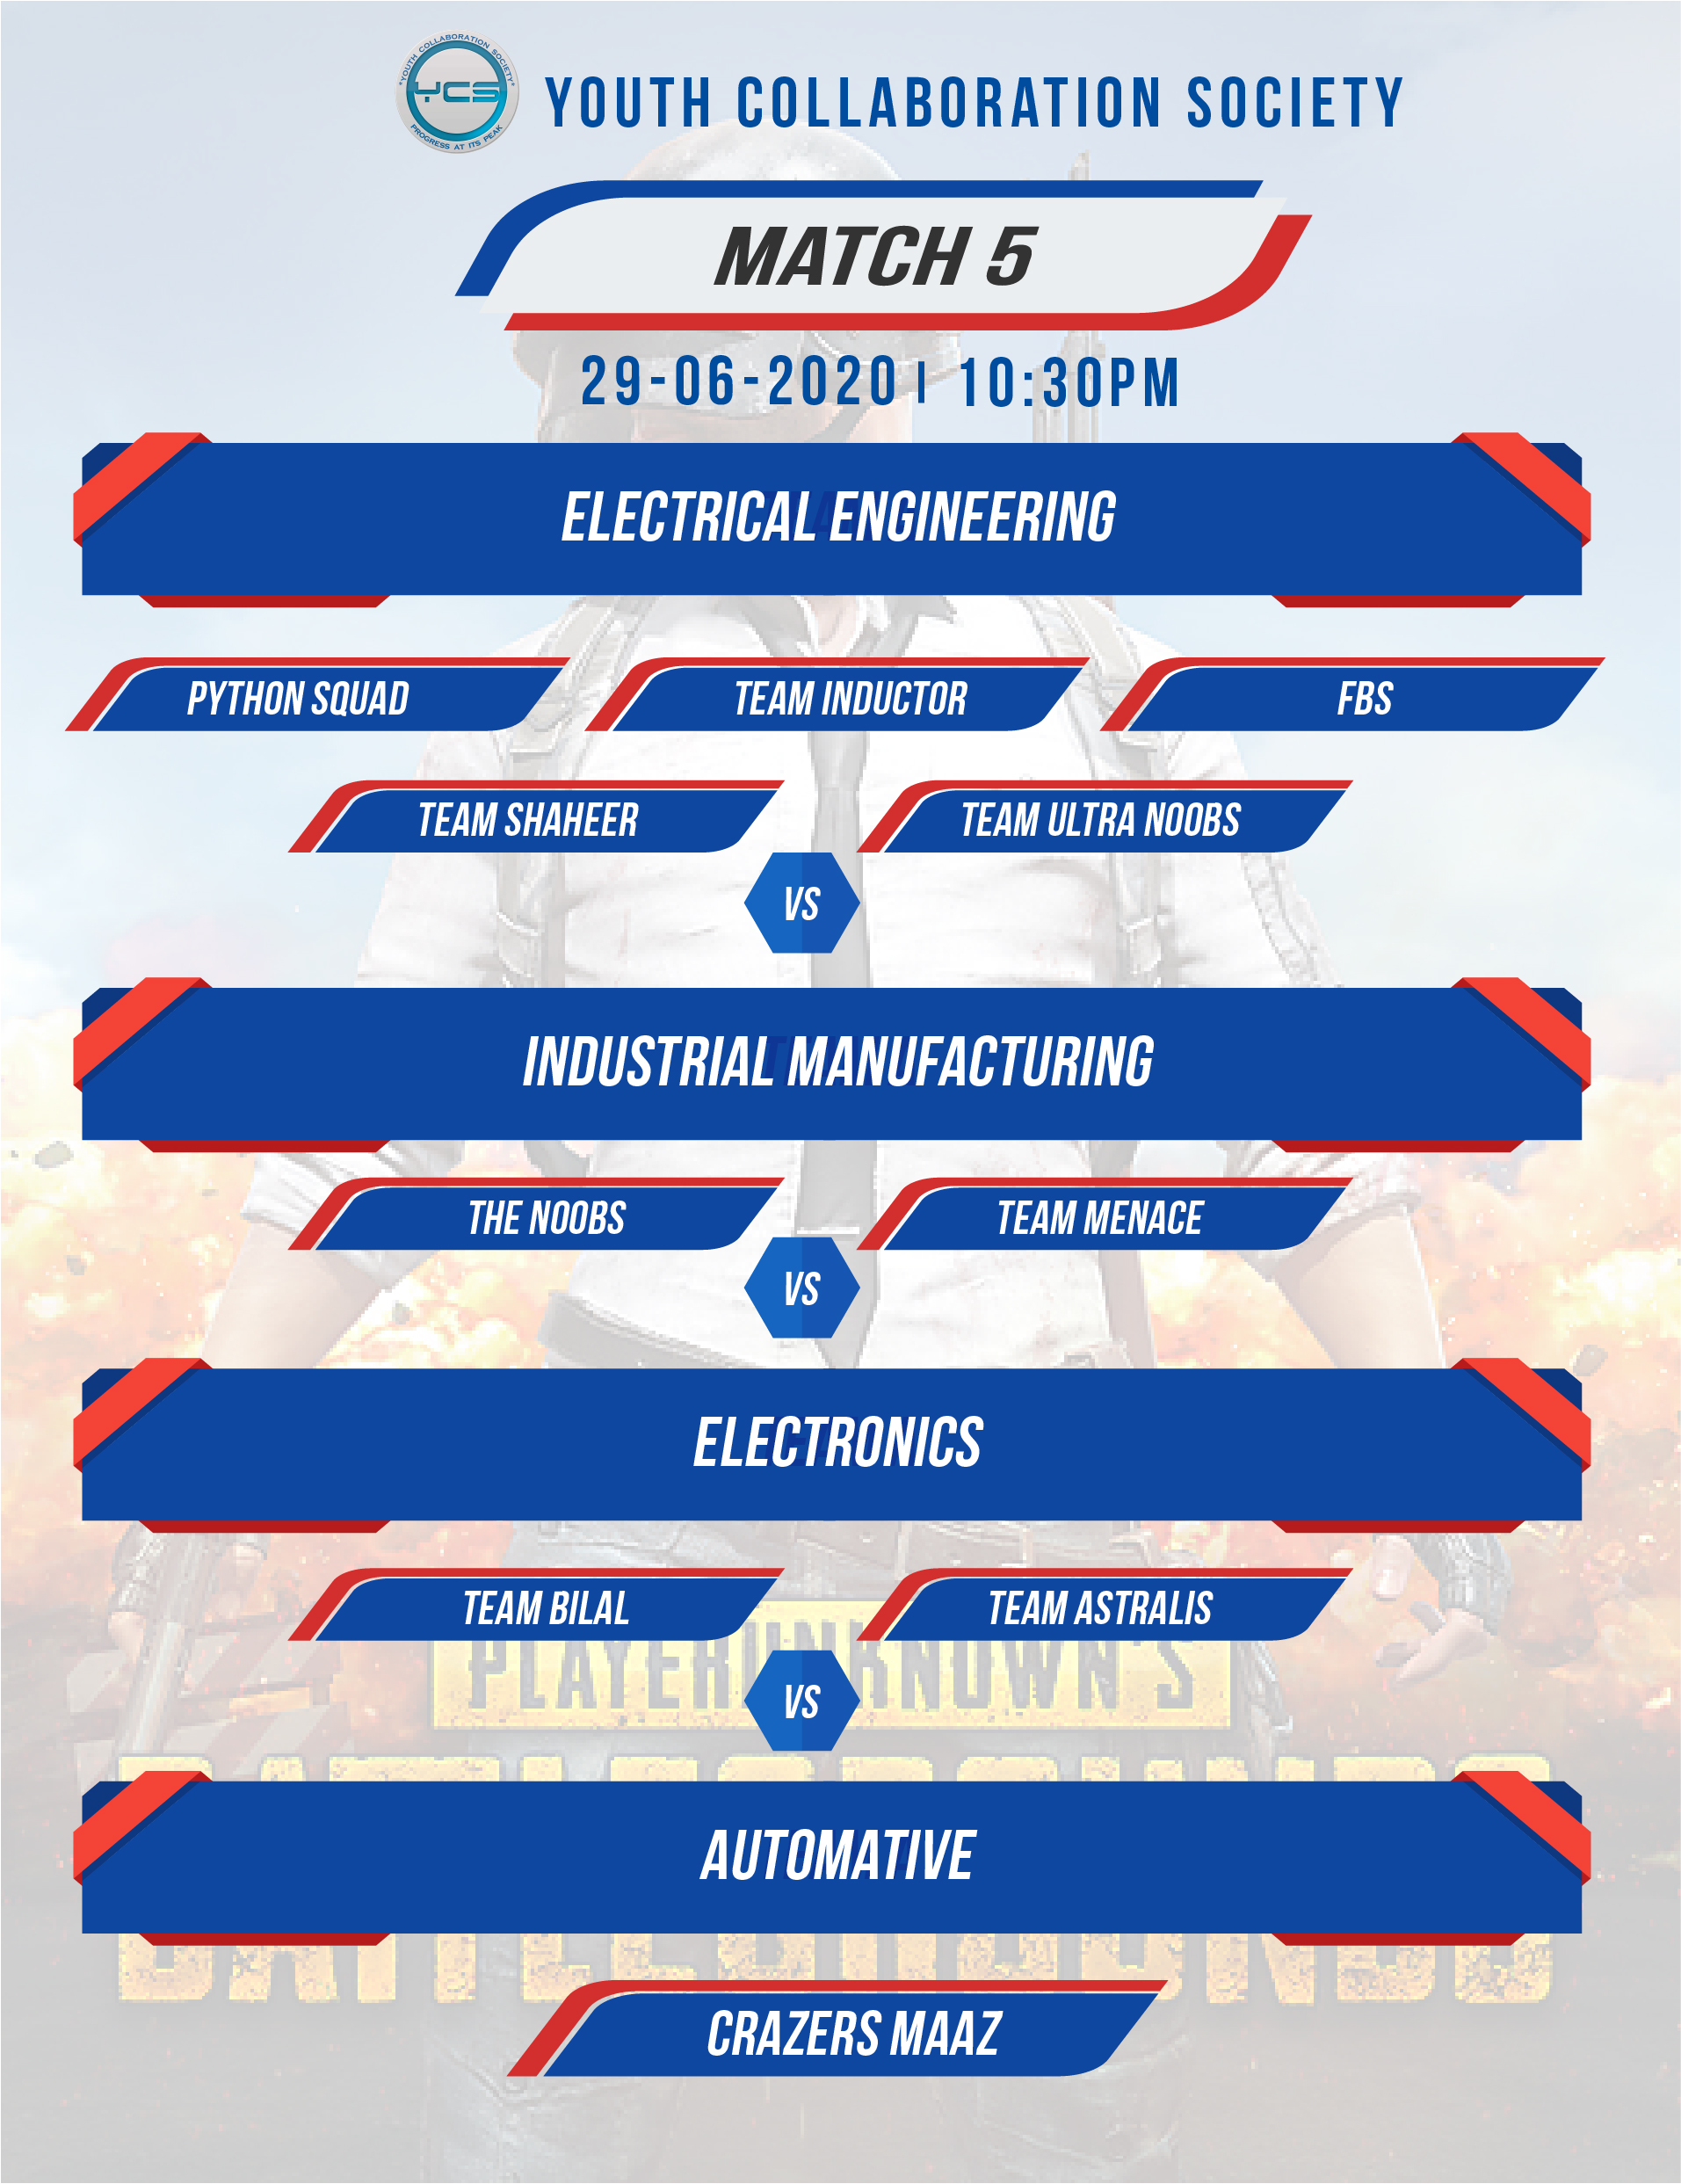 YOUTH COLLABORATION SOCIETY
YCS
PROGRESS AT ITS PEAK
YOUTH COLLABORATION SOCIETY
MATCH 5
29-06-2020 | 10:30PM
ELECTRICAL ENGINEERING
PYTHON SQUAD TEAM INDUCTOR FBS
TEAM SHAHEER TEAM ULTRA NOOBS
VS
INDUSTRIAL MANUFACTURING
THE NOOBS TEAM MENACE
VS
ELECTRONICS
TEAM BILAL TEAM ASTRALIS
PLAYERUNKNOWN'S
VS
BATTLEGROUNDS
AUTOMATIVE
CRAZERS MAAZ